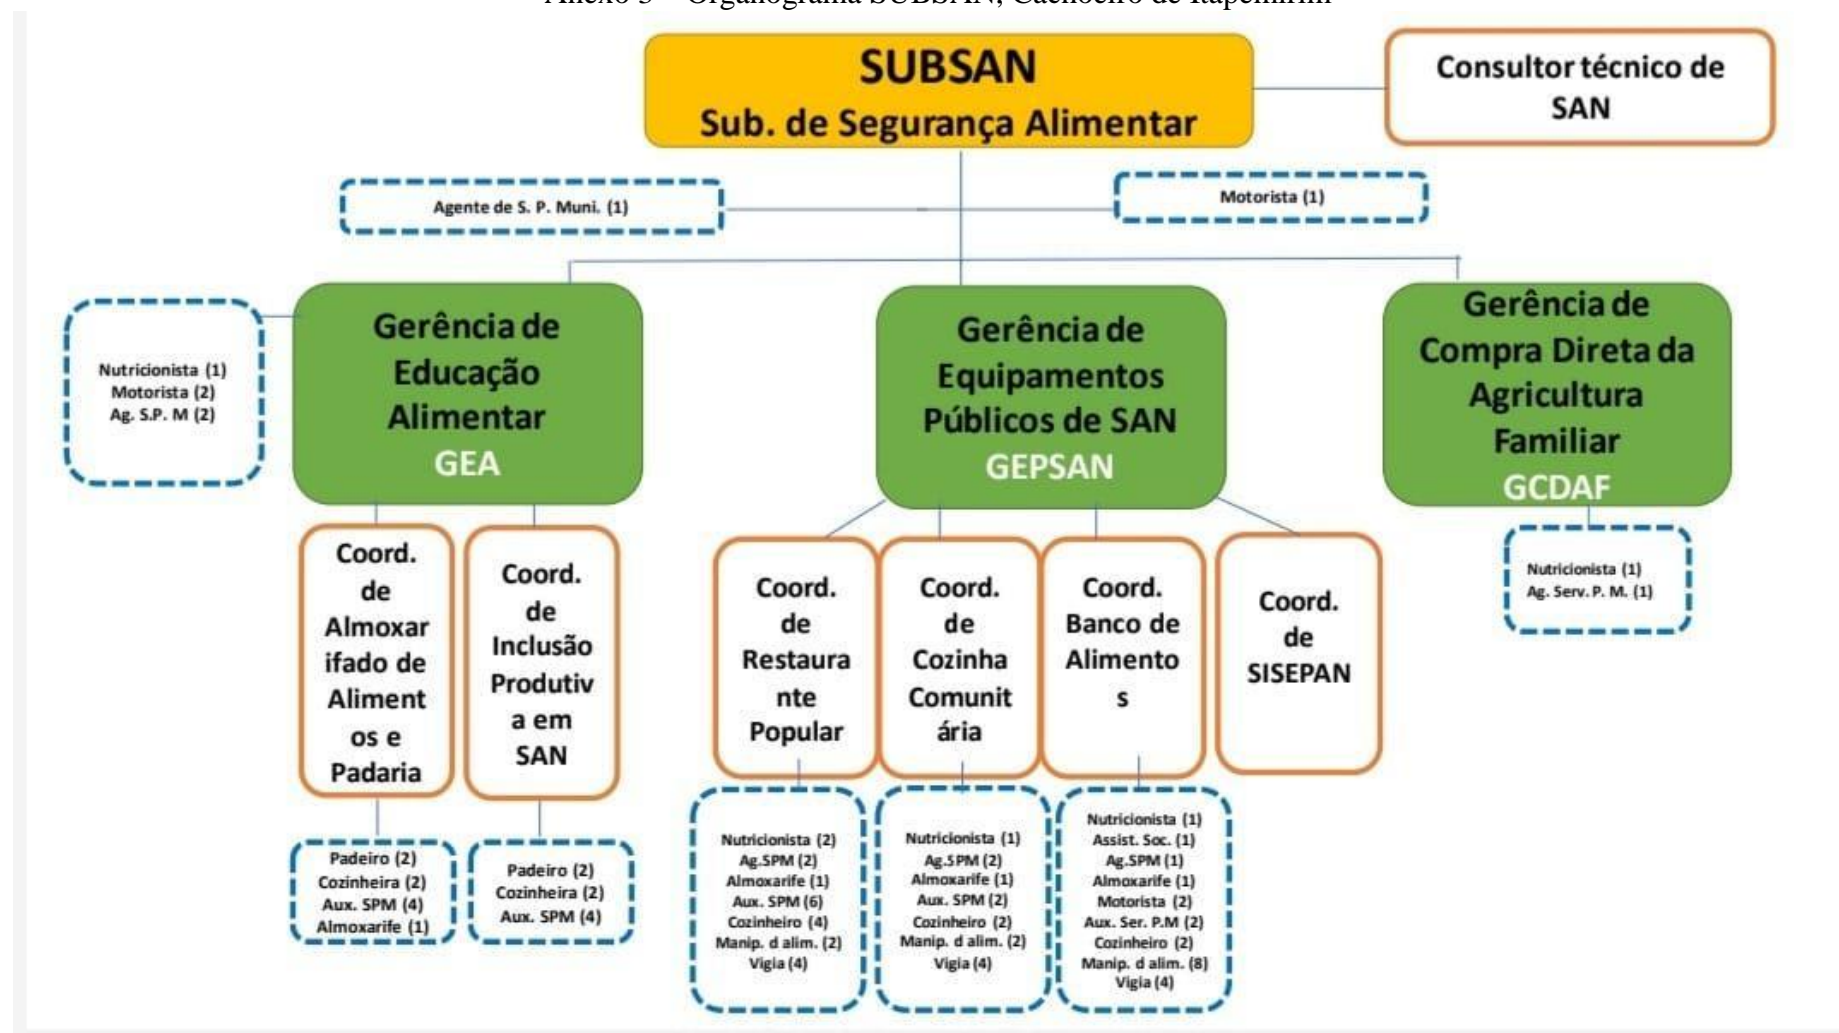 Anexo 3 – Organograma SUBSAN, Cachoeiro de Itapemirim
SUBSAN
Sub. de Segurança Alimentar
Consultor técnico de
SAN
Agente de S. P. Muni. (1)
Motorista (1)
Nutricionista (1)
Motorista (2)
Ag. S.P. M (2)
Gerência de
Educação
Alimentar
GEA
Gerência de
Equipamentos
Públicos de SAN
GEPSAN
Gerência de
Compra Direta da
Agricultura
Familiar
GCDAF
Coord.
de
Almoxar
ifado de
Aliment
os e
Padaria
Coord.
de
Inclusão
Produtiv
a em
SAN
Coord.
de
Restaura
nte
Popular
Coord.
de
Cozinha
Comunit
ária
Coord.
Banco de
Alimento
s
Coord.
de
SISEPAN
Nutricionista (1)
Ag. Serv. P. M. (1)
Padeiro (2)
Cozinheira (2)
Aux. SPM (4)
Almoxarife (1)
Padeiro (2)
Cozinheira (2)
Aux. SPM (4)
Nutricionista (2)
Ag.SPM (2)
Almoxarife (1)
Aux. SPM (6)
Cozinheiro (4)
Manip. d alim. (2)
Vigia (4)
Nutricionista (1)
Ag.SPM (2)
Almoxarife (1)
Aux. SPM (2)
Cozinheiro (2)
Manip. d alim. (2)
Vigia (4)
Nutricionista (1)
Assist. Soc. (1)
Ag.SPM (1)
Almoxarife (1)
Motorista (2)
Aux. Ser. P.M (2)
Cozinheiro (2)
Manip. d alim. (8)
Vigia (4)